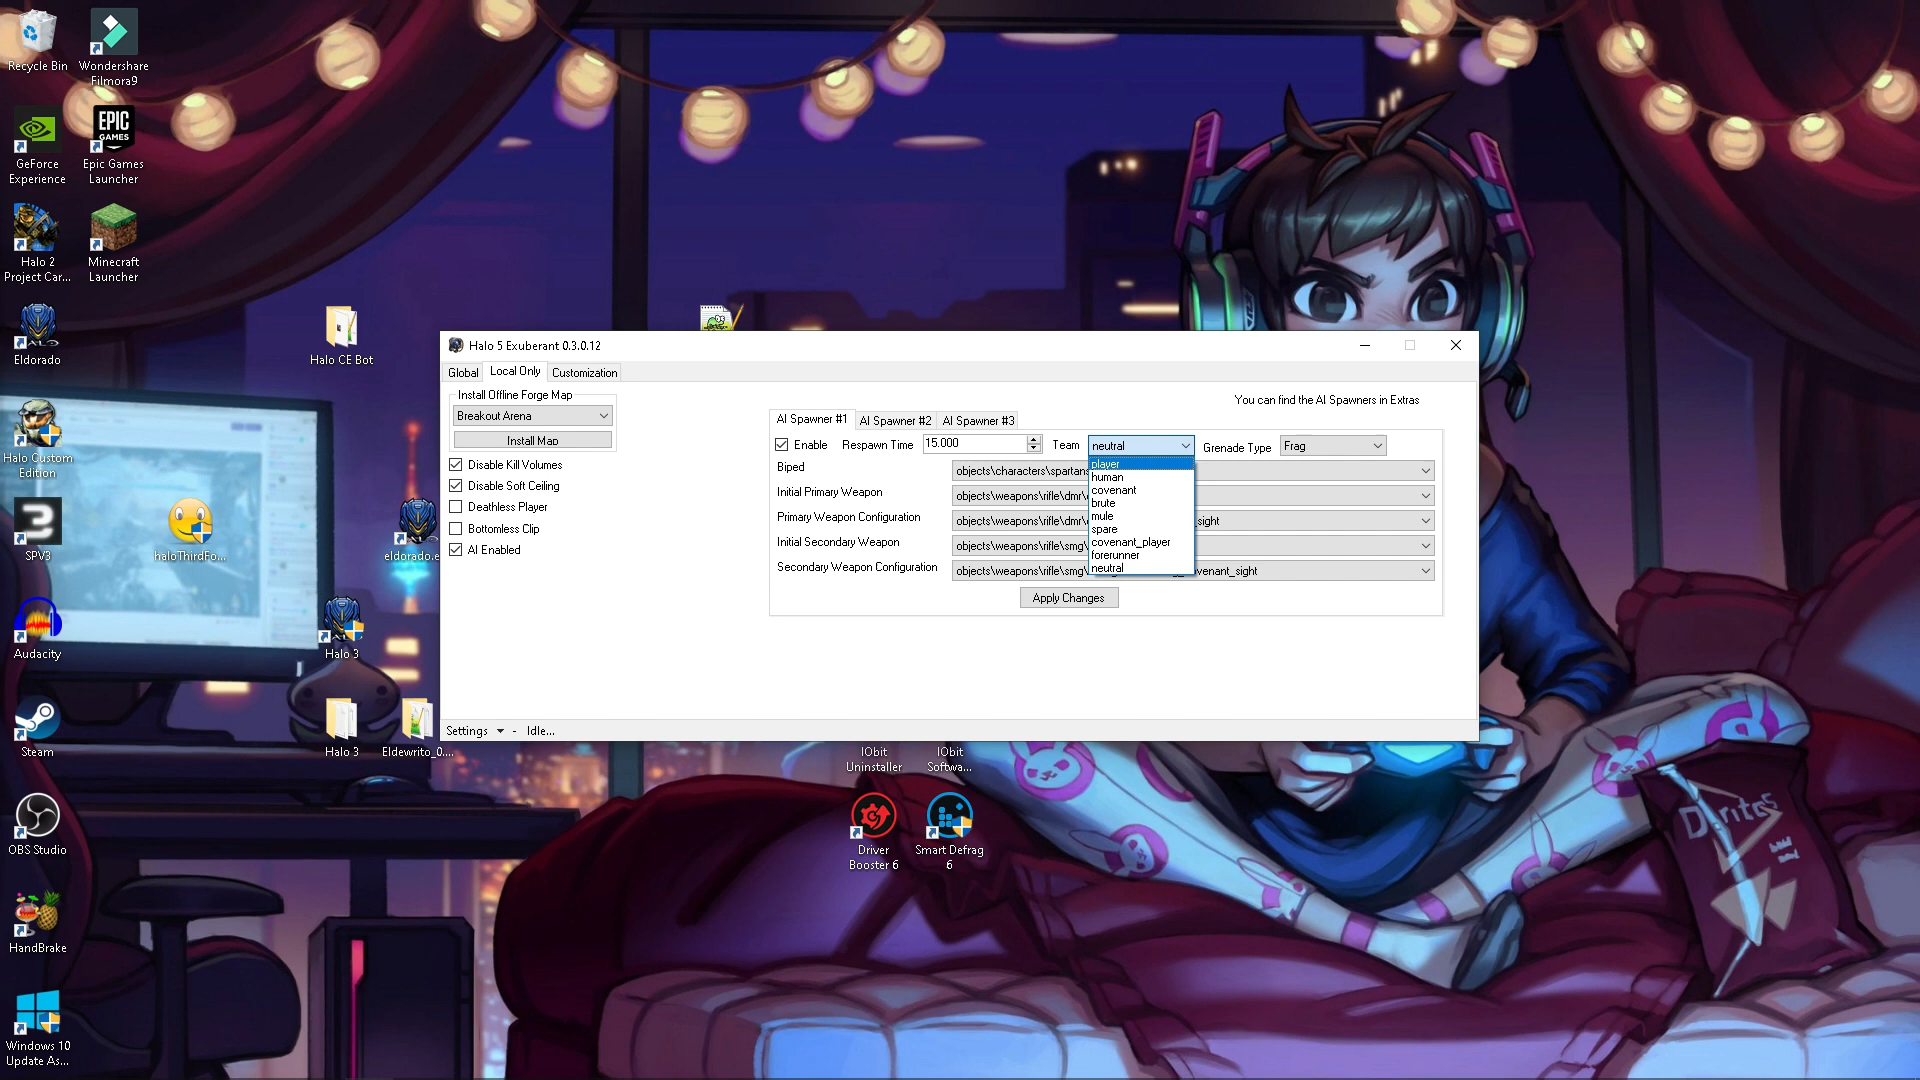 Recycle Bin
Wondershare
Filmora9
GeForce
Experience
EPIC
GAMES
Epic Games
Launcher
Halo 2
Project Car...
Minecraft
Launcher
Eldorado
Halo CE Bot
Halo Custom
Edition
SPV3
haloThirdFo...
eldorado.e
Audacity
Halo 3
Steam
Halo 3
Eldewrito_0....
OBS Studio
HandBrake
Windows 10
Update As...
Halo 5 Exuberant 0.3.0.12
Global
Local Only
Customization
Install Offline Forge Map
Breakout Arena
Install Map
Disable Kill Volumes
Disable Soft Ceiling
Deathless Player
Bottomless Clip
AI Enabled
You can find the AI Spawners in Extras
AI Spawner #1
AI Spawner #2
AI Spawner #3
Enable
Respawn Time
15.000
Team
neutral
Grenade Type
Frag
player
human
covenant
brute
mule
spare
covenant_player
forerunner
neutral
Biped
objects\characters\spartans
Initial Primary Weapon
objects\weapons\rifle\dmr\
Primary Weapon Configuration
objects\weapons\rifle\dmr\
_sight
Initial Secondary Weapon
objects\weapons\rifle\smg\
Secondary Weapon Configuration
objects\weapons\rifle\smg\
ovenant_sight
Apply Changes
Settings
-
Idle...
IObit
Uninstaller
IObit
Softwa...
Driver
Booster 6
Smart Defrag
6
Doritos